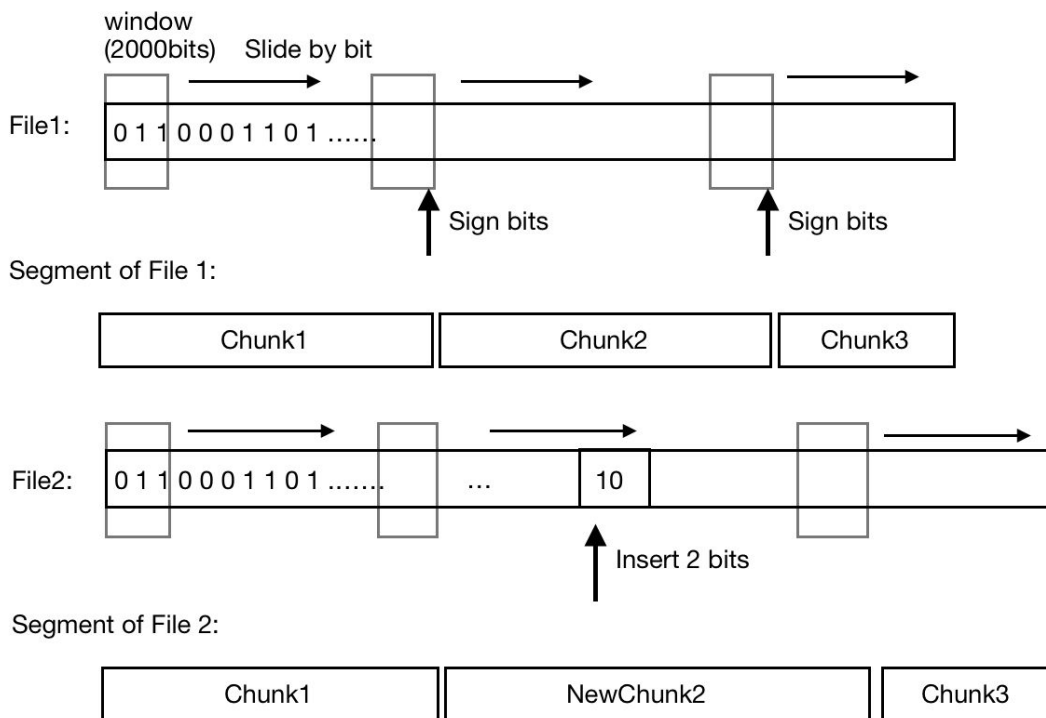 window
(2000bits) Slide by bit
File1: 0 1 1 0 0 0 1 1 0 1 ......
Sign bits Sign bits
Segment of File 1:
Chunk1 Chunk2 Chunk3
File2: 0 1 1 0 0 0 1 1 0 1 ....... ... 10
Insert 2 bits
Segment of File 2:
Chunk1 NewChunk2 Chunk3